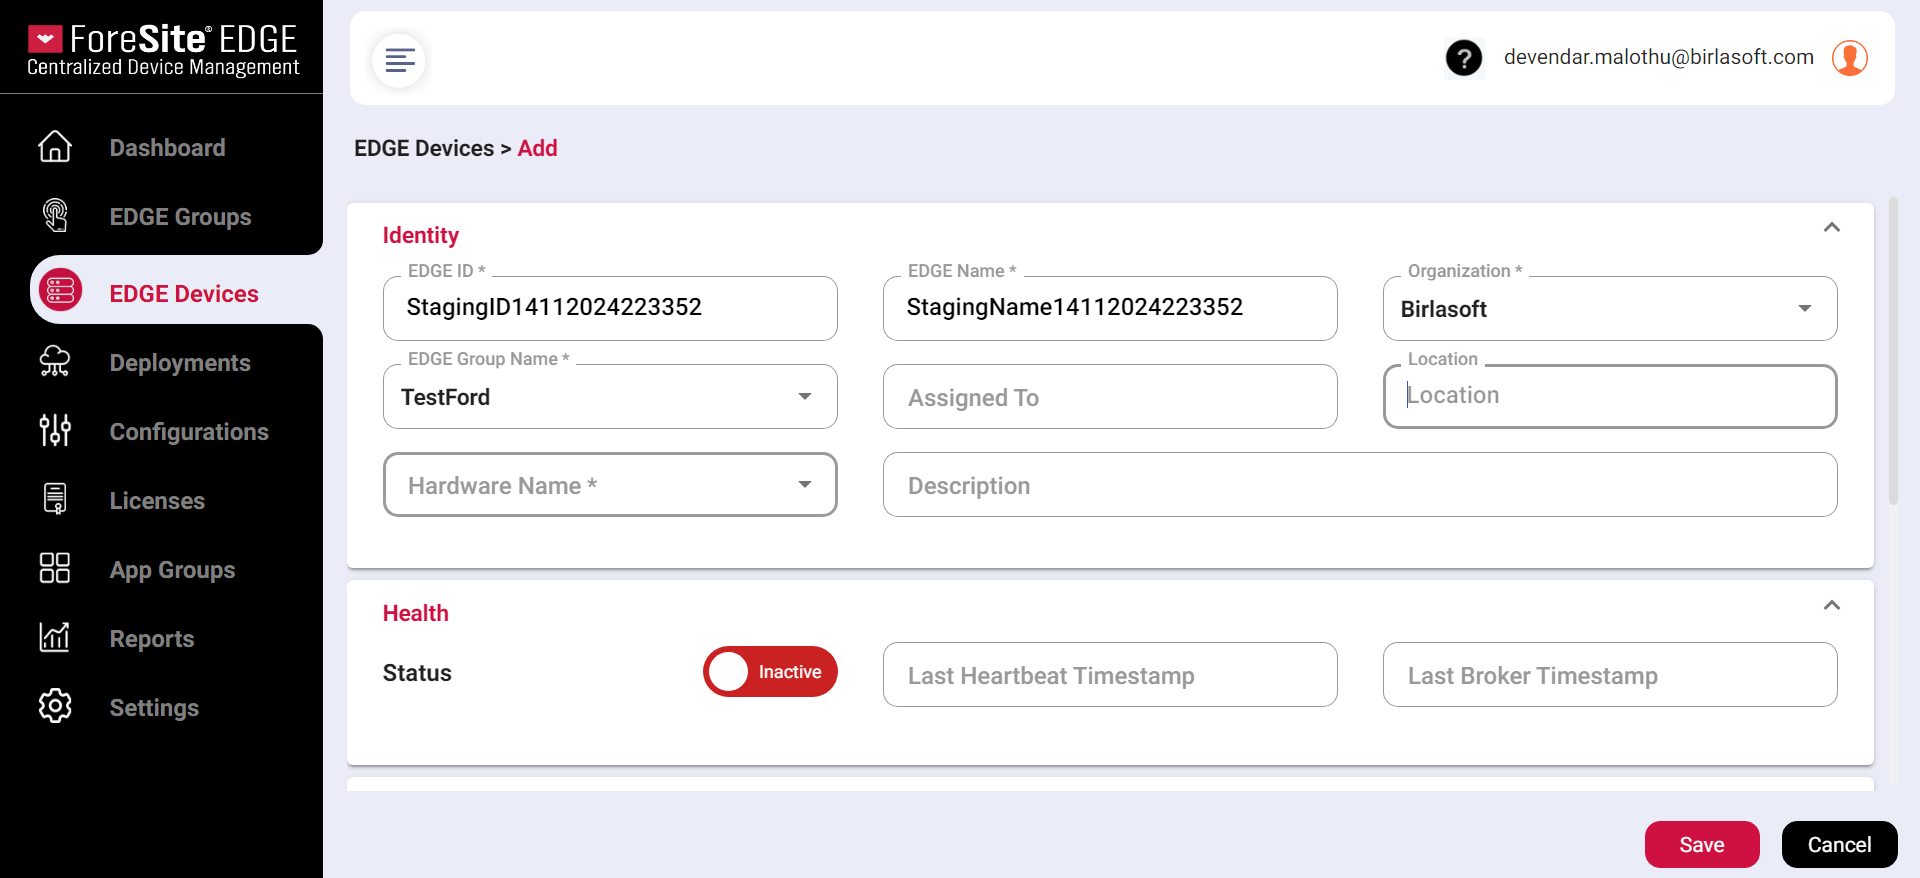 ForeSite® EDGE
Centralized Device Management
Dashboard
EDGE Groups
EDGE Devices
Deployments
Configurations
Licenses
App Groups
Reports
Settings
?
devendar.malothu@birlasoft.com
EDGE Devices > Add
Identity
EDGE ID *
StagingID14112024223352
EDGE Name *
StagingName14112024223352
Organization *
Birlasoft
EDGE Group Name *
TestFord
Assigned To
Location
Location
Hardware Name *
Description
Health
Status
Inactive
Last Heartbeat Timestamp
Last Broker Timestamp
Save
Cancel